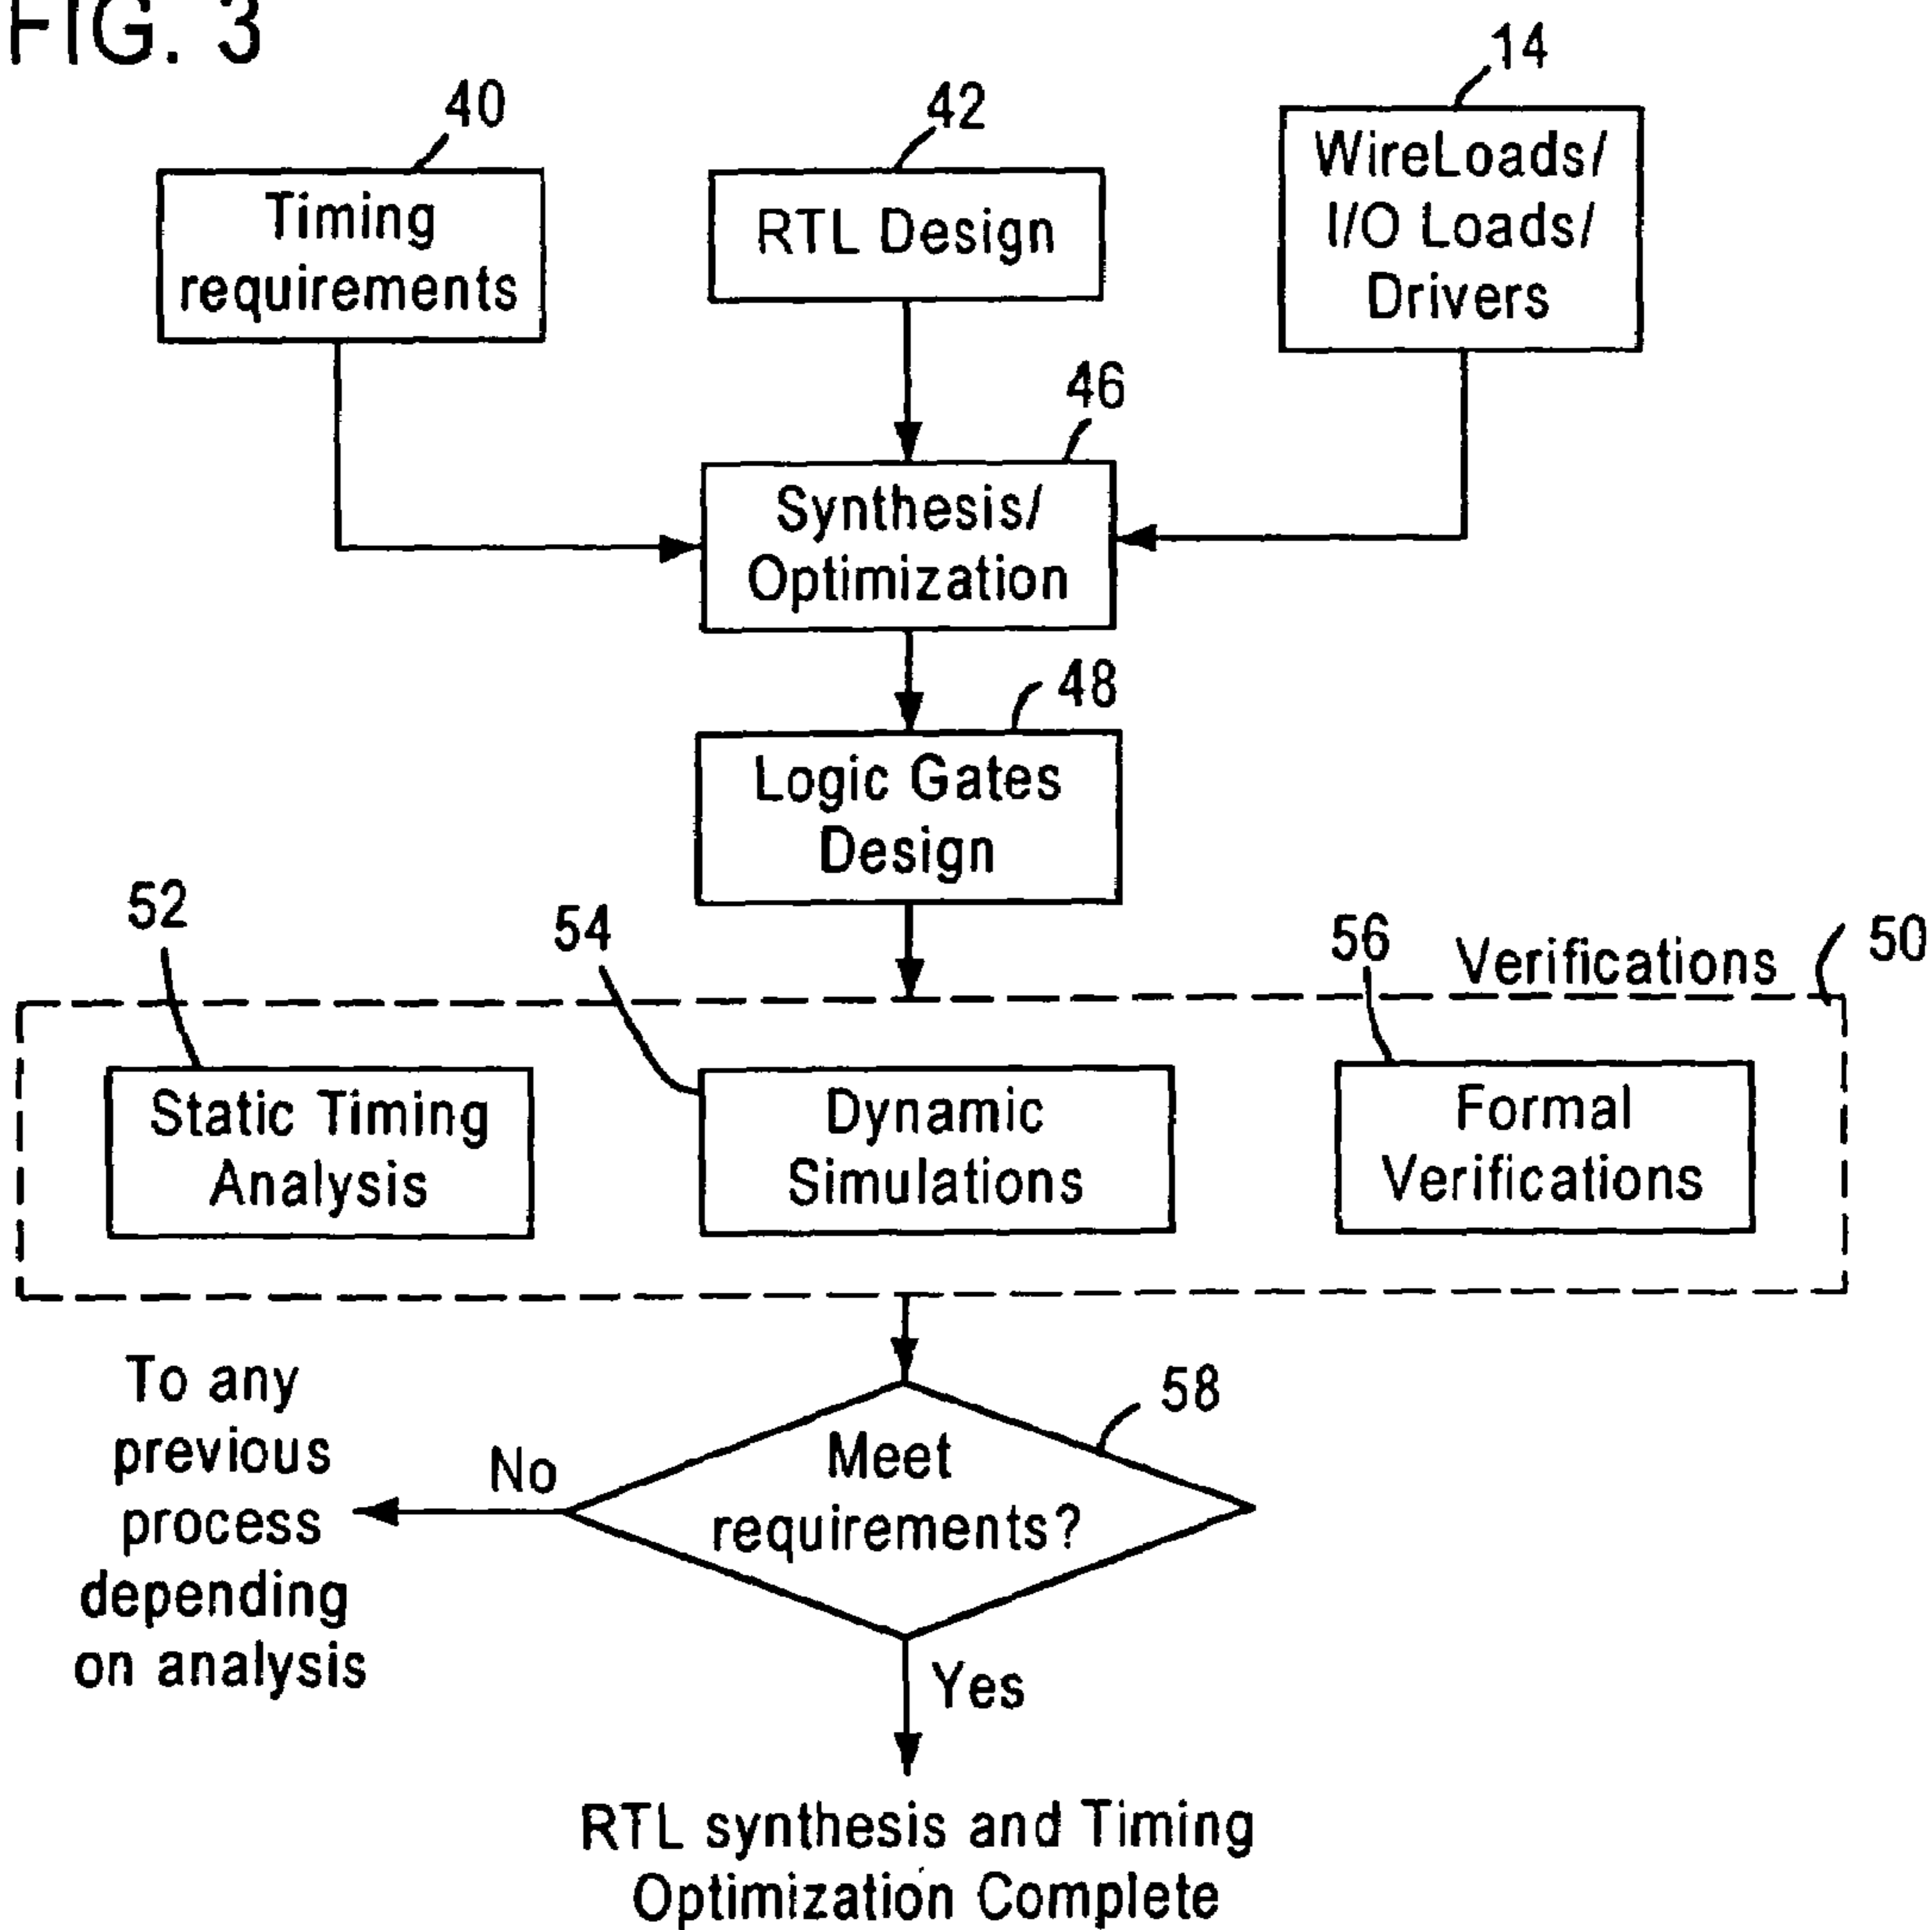 FIG. 3
40
42
14
Timing
requirements
RTL Design
WireLoads/
I/O Loads/
Drivers
46
Synthesis/
Optimization
48
Logic Gates
Design
52
54
56
Verifications
50
Static Timing
Analysis
Dynamic
Simulations
Formal
Verifications
To any
previous
process
depending
on analysis
No
Meet
requirements?
58
Yes
RTL synthesis and Timing
Optimization Complete